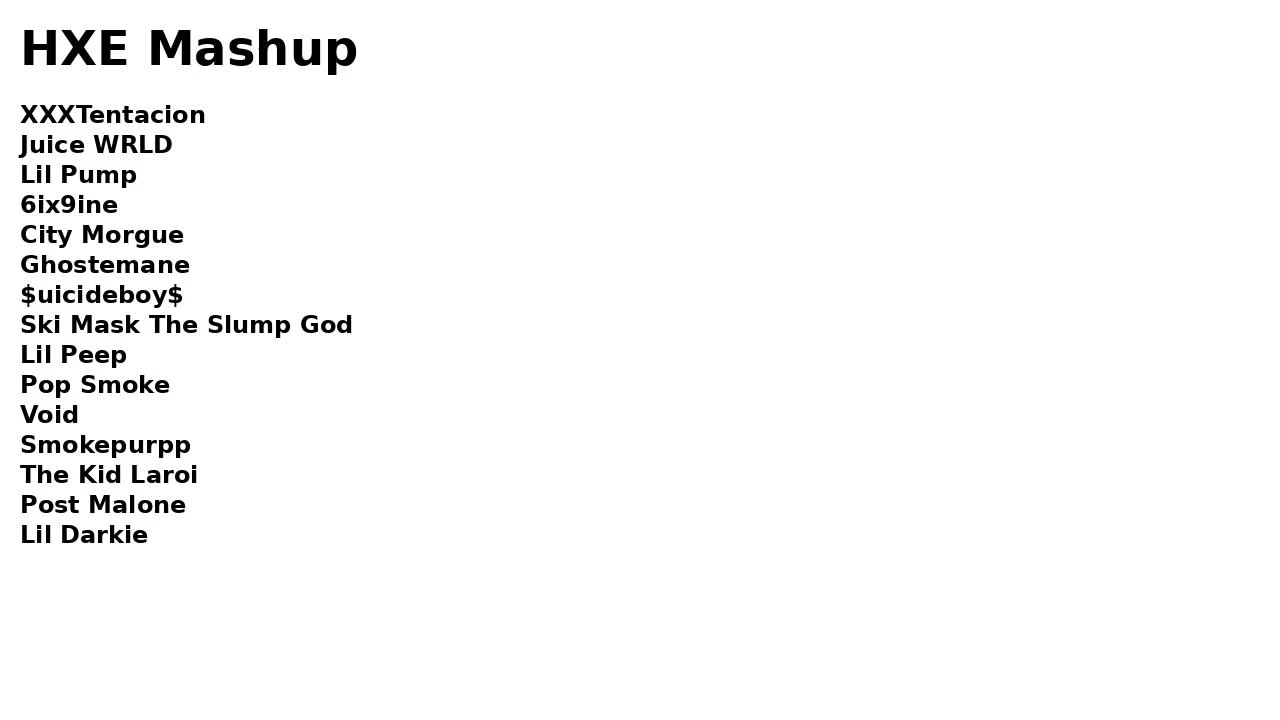 HXE Mashup
XXXTentacion
Juice WRLD
Lil Pump
6ix9ine
City Morgue
Ghostemane
$uicideboy$
Ski Mask The Slump God
Lil Peep
Pop Smoke
Void
Smokepurpp
The Kid Laroi
Post Malone
Lil Darkie